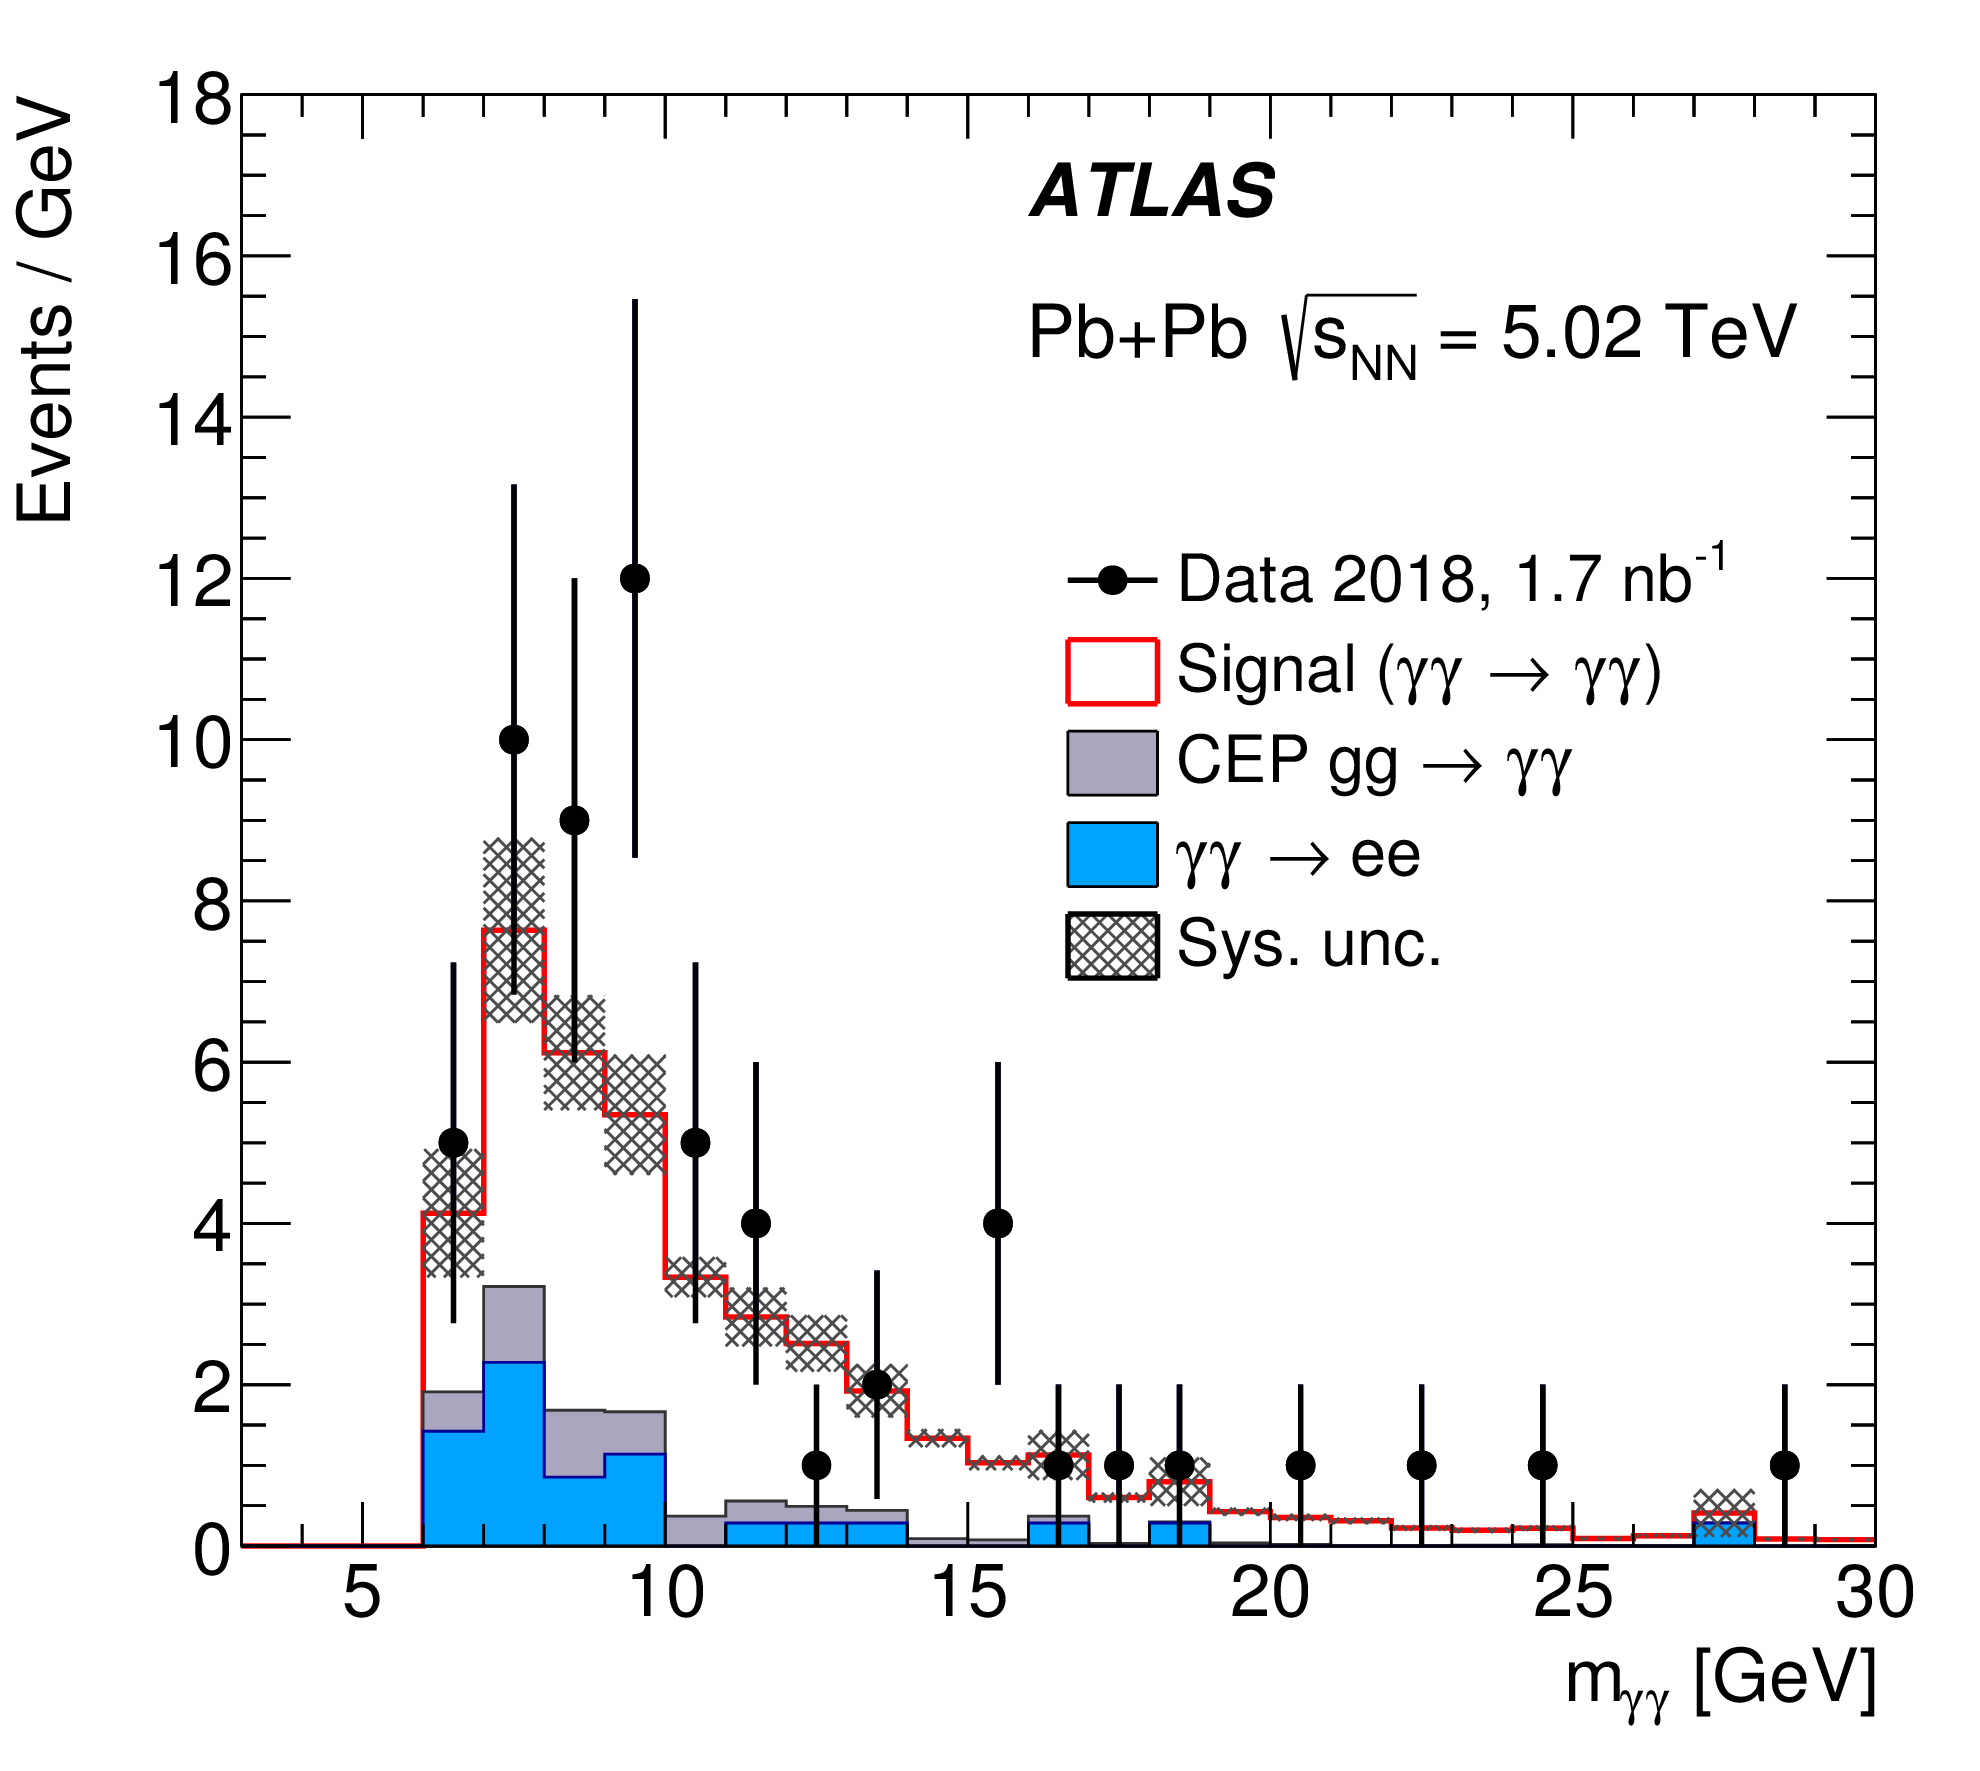 Events / GeV
18
16
14
12
10
8
6
4
2
0
ATLAS
Pb+Pb √sNN = 5.02 TeV
Data 2018, 1.7 nb-1
Signal (γγ → γγ)
CEP gg → γγ
γγ → ee
Sys. unc.
5 10 15 20 25 30
mγγ [GeV]